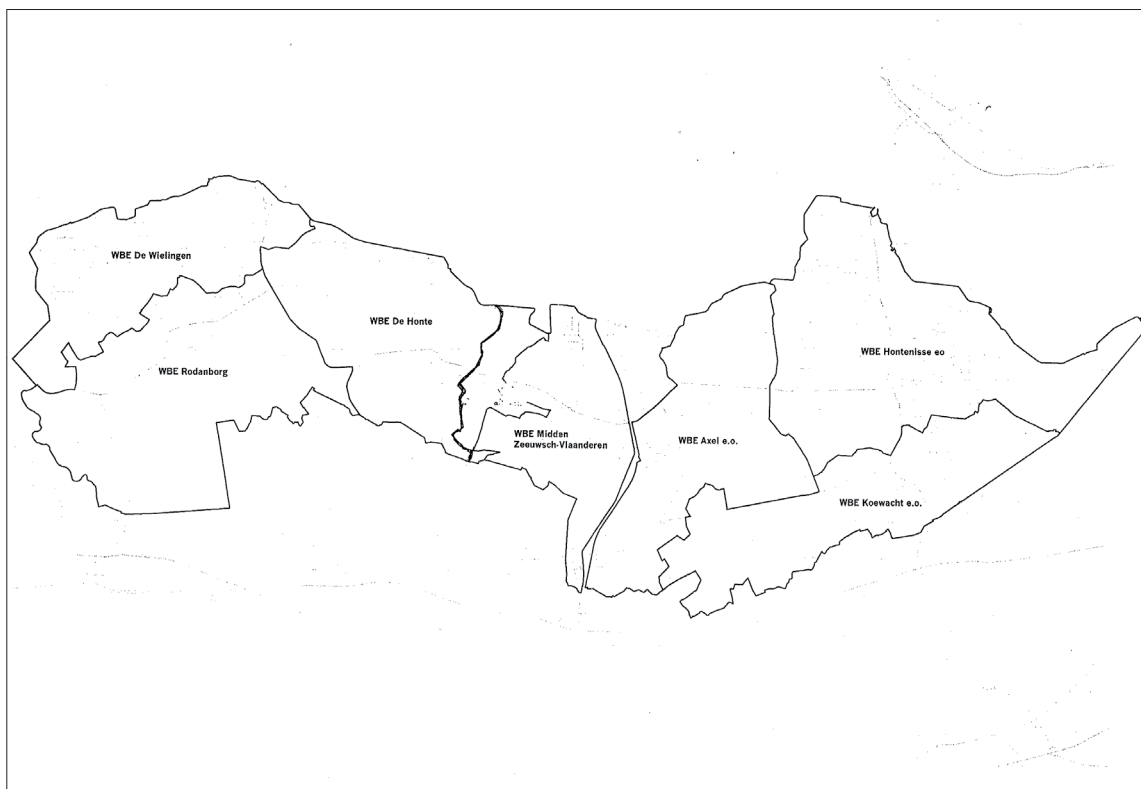 WBE De Wielingen
WBE De Honte
WBE Rodanborg
WBE Midden
Zeeuwsch-Vlaanderen
WBE Axel e.o.
WBE Hontenisse eo
WBE Koewacht e.o.